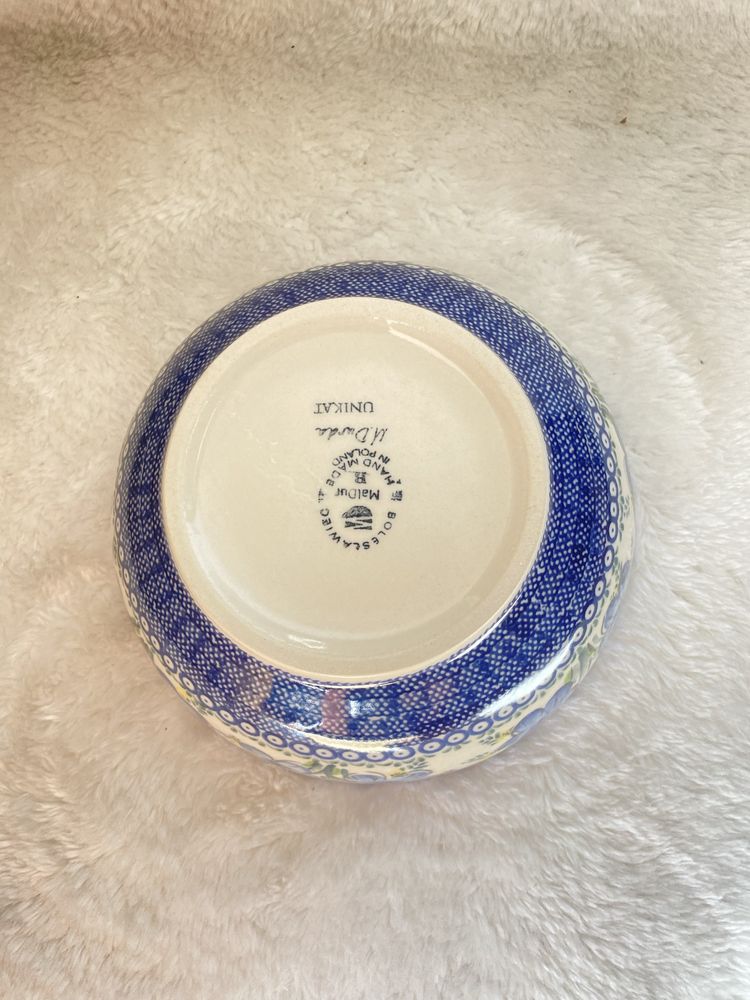 UNIKAT
Durda
HAND MADE
IN POLAND
MalDur
BOLESŁAWIEC